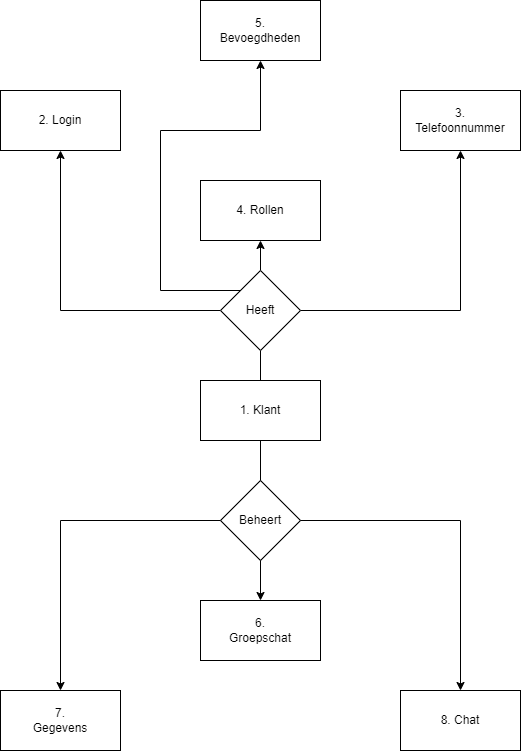 5.
Bevoegdheden
2. Login
3.
Telefoonnummer
4. Rollen
Heeft
1. Klant
Beheert
6.
Groepschat
7.
Gegevens
8. Chat